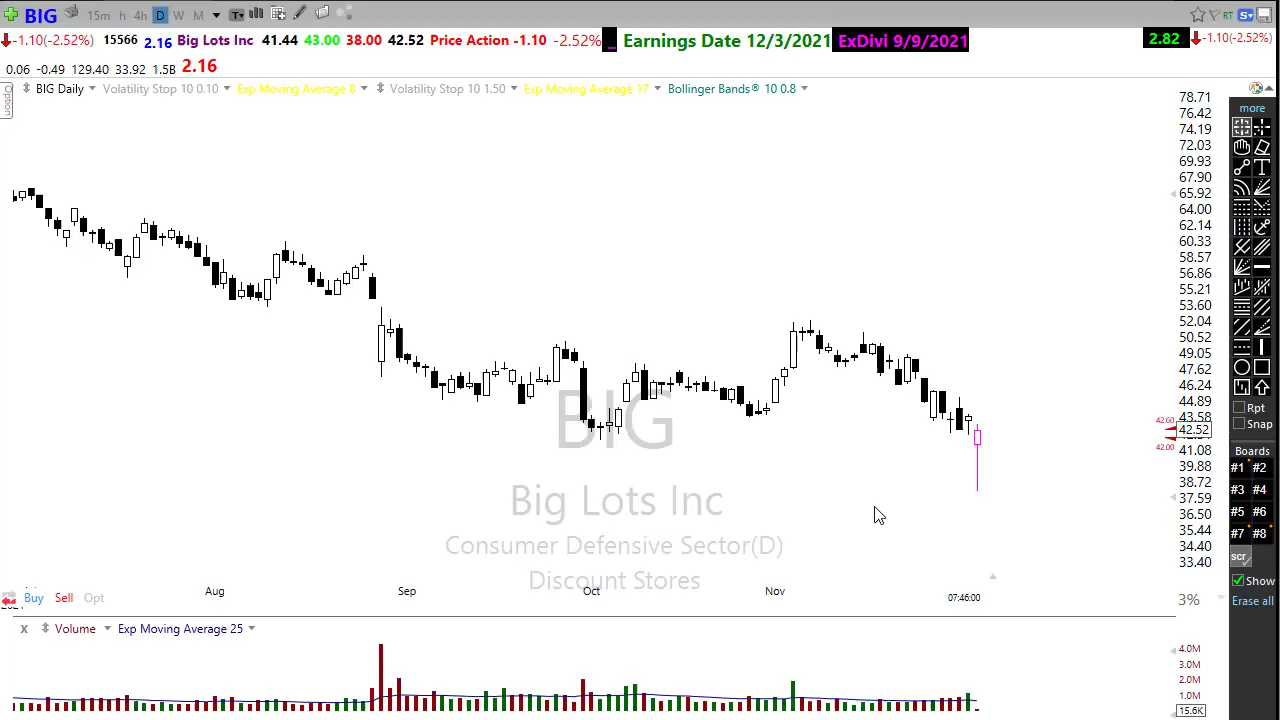 BIG 15m h 4h D W M T RT S
-1.10(-2.52%) 15566 2.16 Big Lots Inc 41.44 43.00 38.00 42.52 Price Action -1.10 -2.52% ... Earnings Date 12/3/2021 ExDivi 9/9/2021 2.82 -1.10(-2.52%)
0.06 -0.49 129.40 33.92 1.5B 2.16
Option
BIG Daily Volatility Stop 10 0.10 Exp Moving Average 8 Volatility Stop 10 1.50 Exp Moving Average 17 Bollinger Bands® 10 0.8
78.71
76.42
74.19
72.03
69.93
67.90
65.92
64.00
62.14
60.33
58.57
56.86
55.21
53.60
52.04
50.52
49.05
47.62
46.24
44.89
43.58
42.60
42.52
42.00
41.08
39.88
38.72
37.59
36.50
35.44
34.40
33.40
more
Rpt
Snap
Boards
#1 #2
#3 #4
#5 #6
#7 #8
scr
Show
Erase all
BIG
Big Lots Inc
Consumer Defensive Sector(D)
Discount Stores
Aug Sep Oct Nov 07:46:00
Buy Sell Opt
3%
X Volume Exp Moving Average 25
4.0M
3.0M
2.0M
1.0M
15.6K